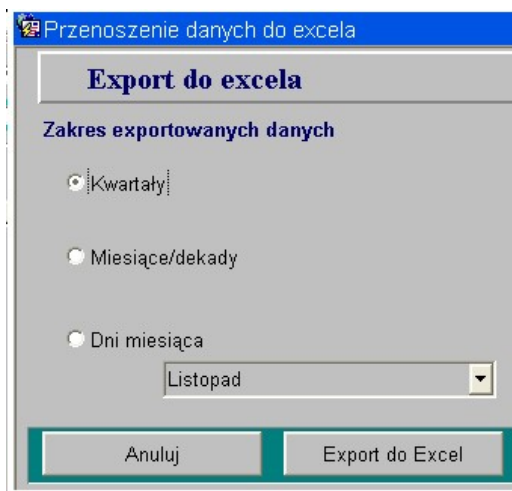 Przenoszenie danych do excela
Export do excela
Zakres exportowanych danych
Kwartały
Miesiące/dekady
Dni miesiąca
Listopad
Anuluj
Export do Excel